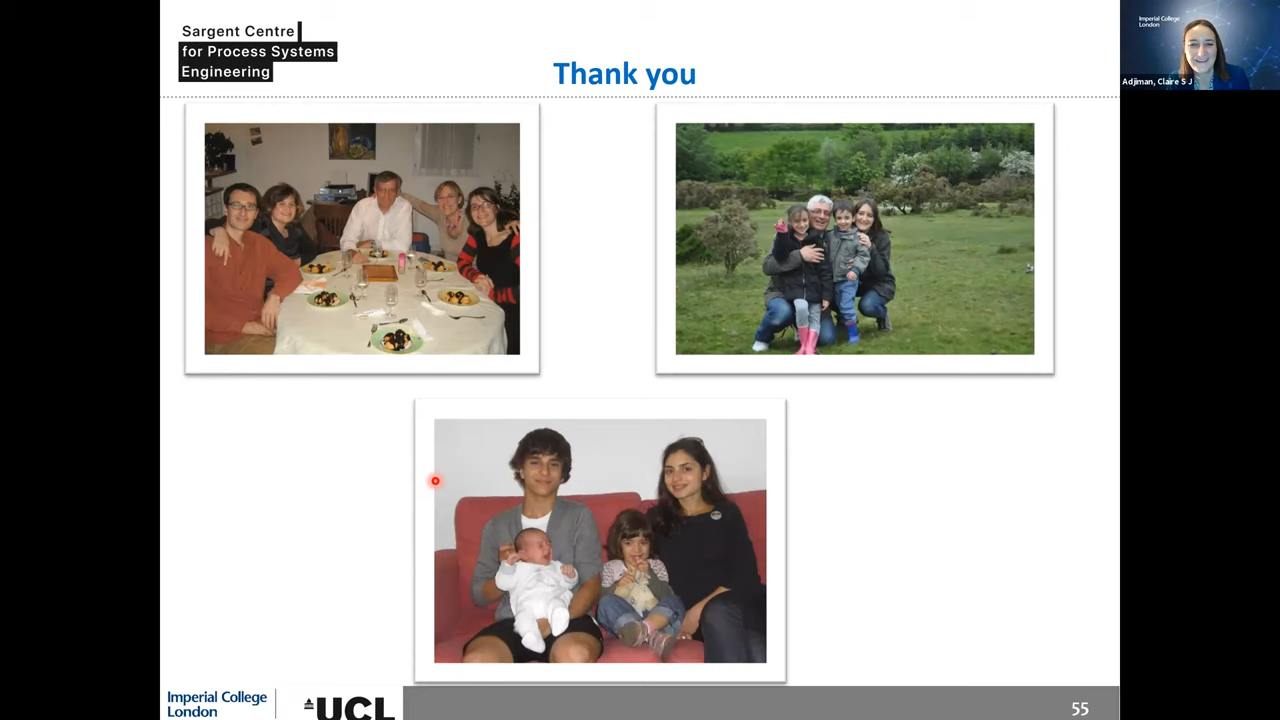 Sargent Centre
for Process Systems
Engineering
Thank you
Imperial College
London
Adjiman, Claire S J
Imperial College
London
UCL
55